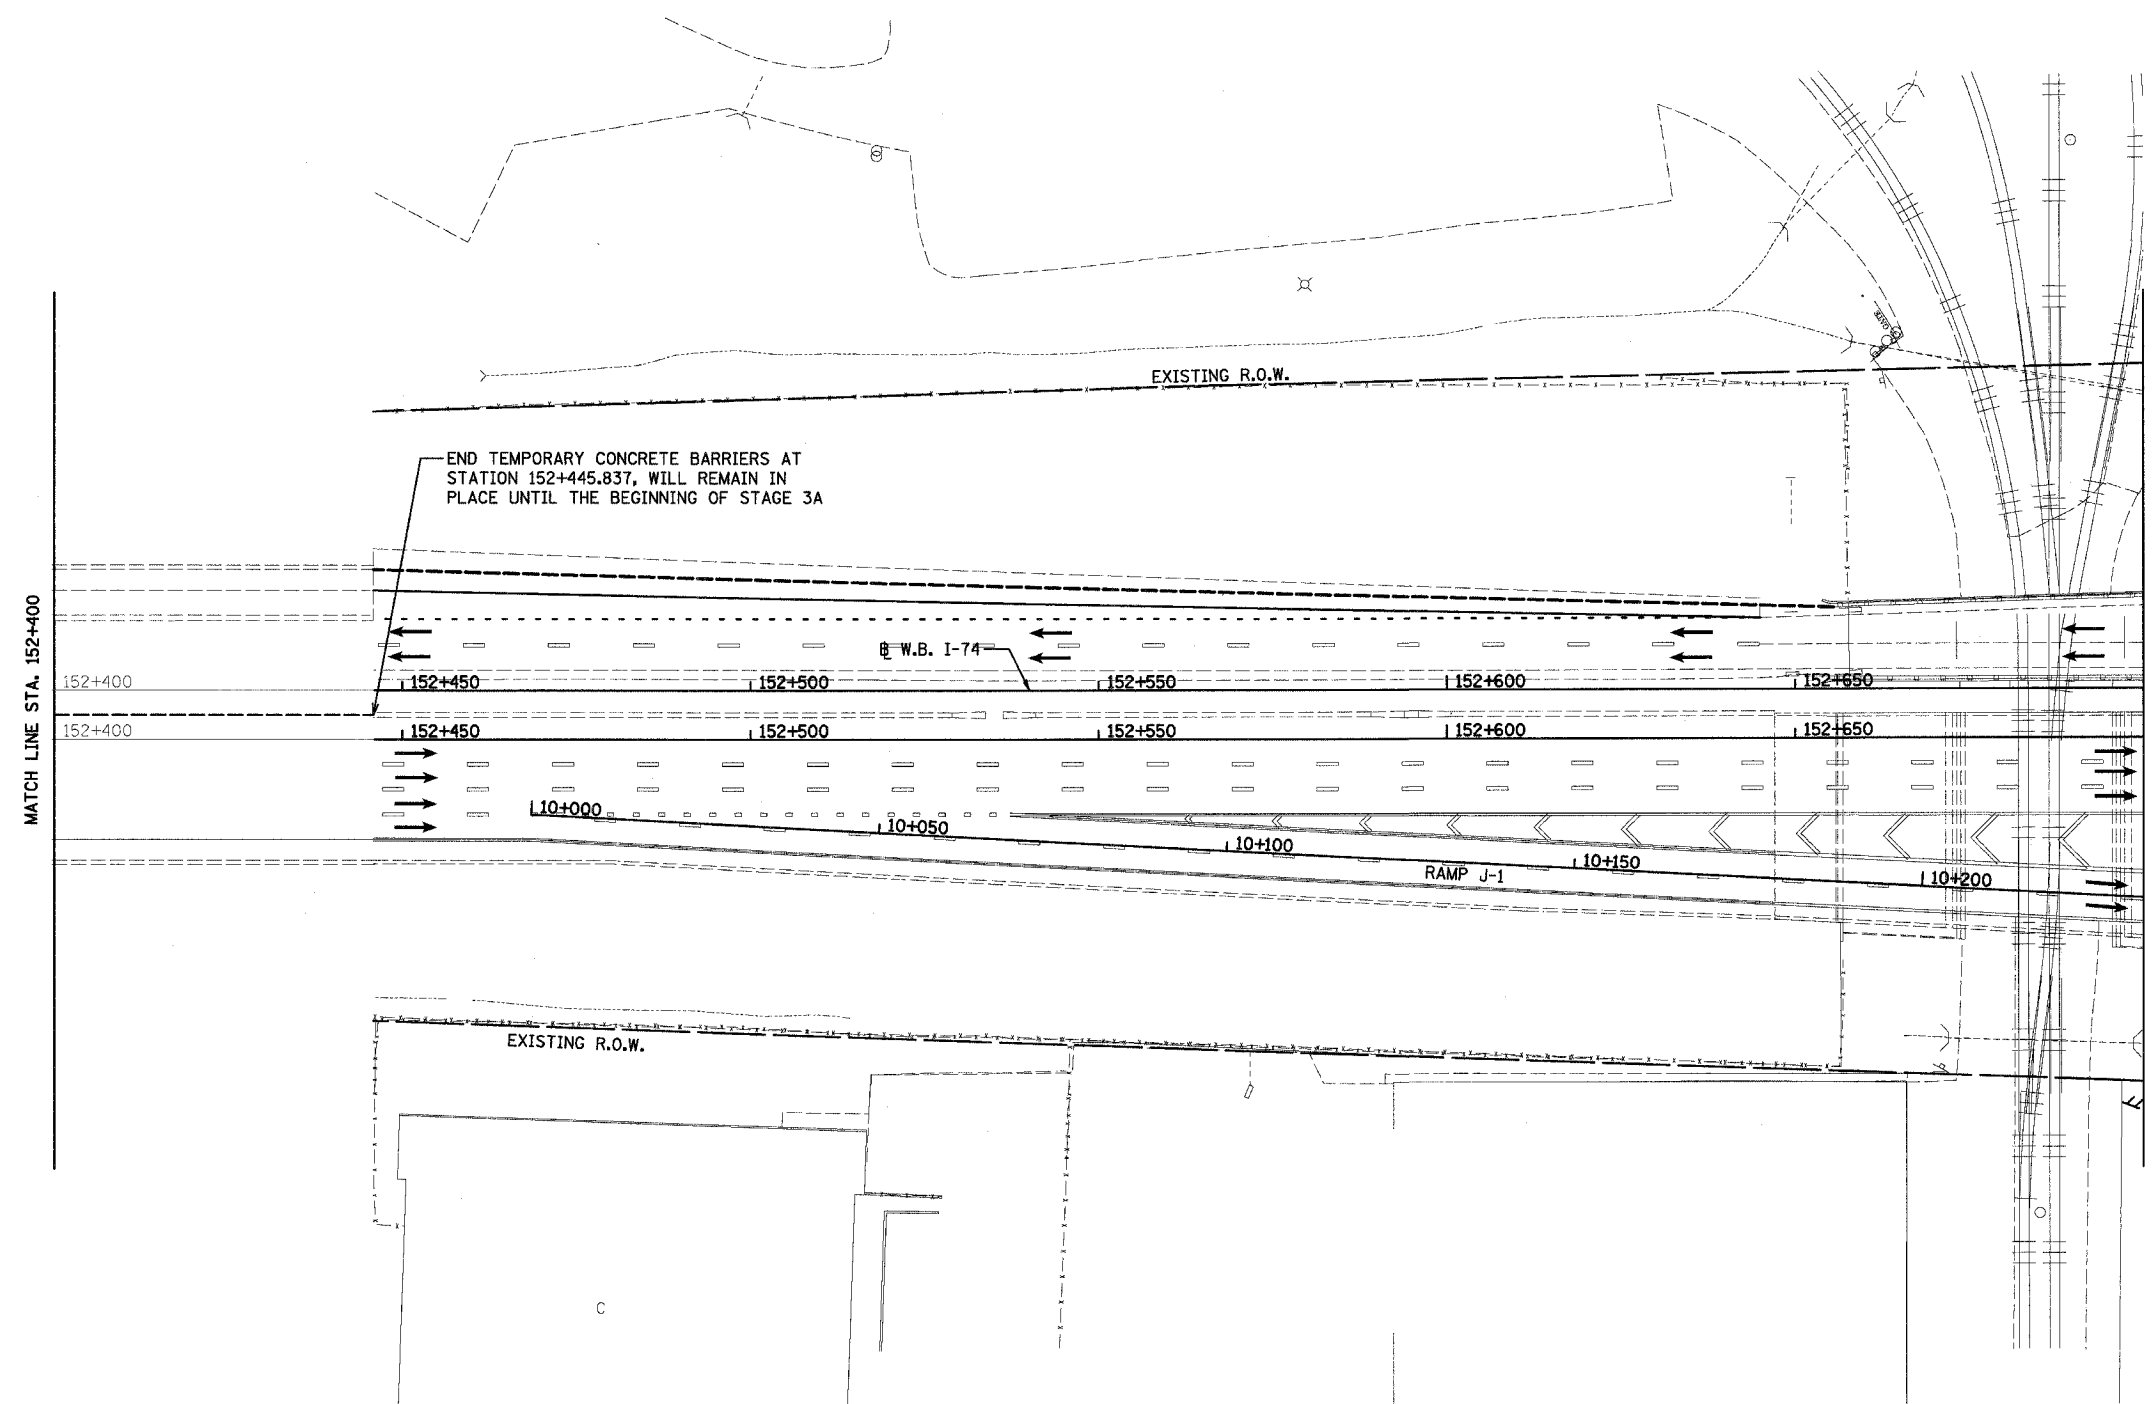 GATE
EXISTING R.O.W.
END TEMPORARY CONCRETE BARRIERS AT
STATION 152+445.837, WILL REMAIN IN
PLACE UNTIL THE BEGINNING OF STAGE 3A
MATCH LINE STA. 152+400
W.B. I-74
152+400
152+450
152+500
152+550
152+600
152+650
152+400
152+450
152+500
152+550
152+600
152+650
10+000
10+050
10+100
10+150
10+200
RAMP J-1
EXISTING R.O.W.
C